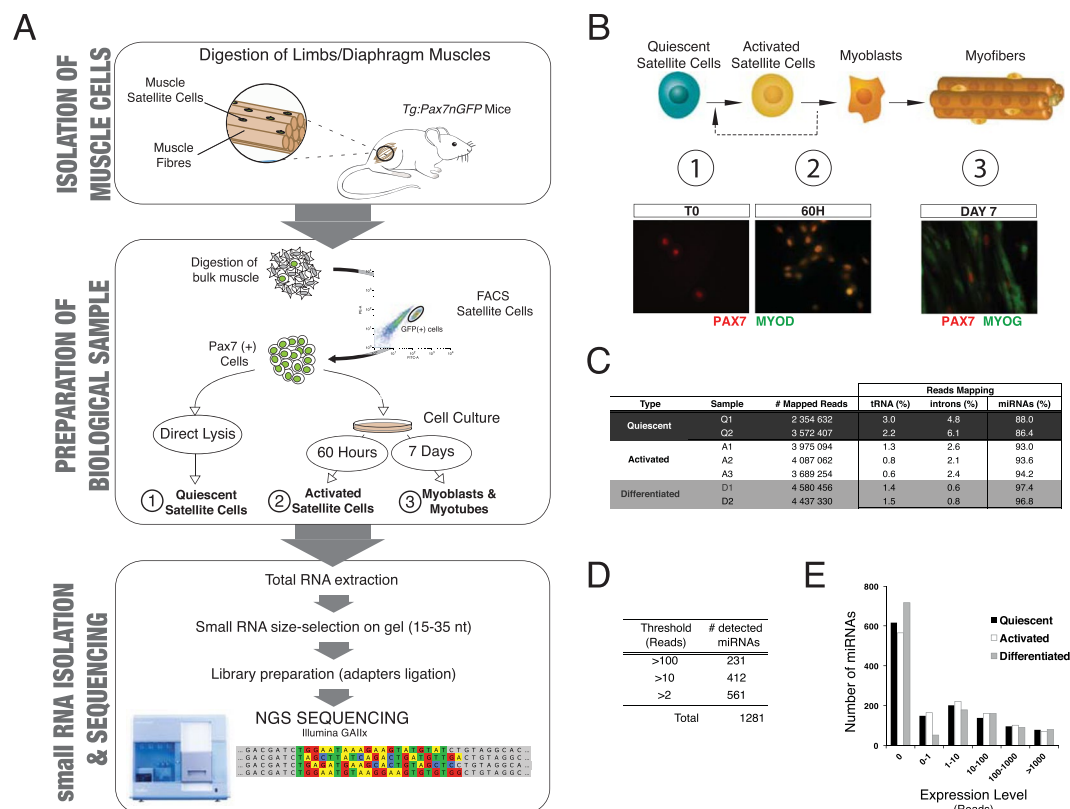 A
ISOLATION OF
MUSCLE CELLS
Digestion of Limbs/Diaphragm Muscles
Muscle
Satellite Cells
Tg:Pax7nGFP Mice
Muscle
Fibres
PREPARATION OF
BIOLOGICAL SAMPLE
Digestion of
bulk muscle
FACS
Satellite Cells
GFP(+) cells
FITC-A
Pax7 (+)
Cells
Cell Culture
Direct Lysis
60 Hours
7 Days
1 Quiescent
Satellite Cells
2 Activated
Satellite Cells
3 Myoblasts &
Myotubes
small RNA ISOLATION
& SEQUENCING
Total RNA extraction
Small RNA size-selection on gel (15-35 nt)
Library preparation (adapters ligation)
NGS SEQUENCING
Illumina GAIIx
... G A C G A T C T G G A A T A A A G A A G T A T G T A T C T G T A G G C A C ...
... G A C G A T C T A G C T T A T C A G A C T G A T G T T G A C T G T A G G C ...
... G A C G A T C T G A G A T G A A G C A C T G T A G C T C C T G T A G G C A ...
... G A C G A T C T G G A A T G T A A G G A A G T G T G T G G C T G T A G G C ...
B
Quiescent
Satellite Cells
Activated
Satellite Cells
Myoblasts
Myofibers
1 2 3
T0 60H DAY 7
PAX7 MYOD PAX7 MYOG
C
Reads Mapping
Type Sample # Mapped Reads tRNA (%) introns (%) miRNAs (%)
Quiescent Q1 2 354 632 3.0 4.8 88.0
Q2 3 572 407 2.2 6.1 86.4
Activated A1 3 975 094 1.3 2.6 93.0
A2 4 087 062 0.8 2.1 93.6
A3 3 689 254 0.6 2.4 94.2
Differentiated D1 4 580 456 1.4 0.6 97.4
D2 4 437 330 1.5 0.8 96.8
D
Threshold
(Reads)
# detected
miRNAs
>100 231
>10 412
>2 561
Total 1281
E
Number of miRNAs
800
600
400
200
0
Quiescent
Activated
Differentiated
0 0-1 1-10 10-100 100-1000 >1000
Expression Level
(Reads)